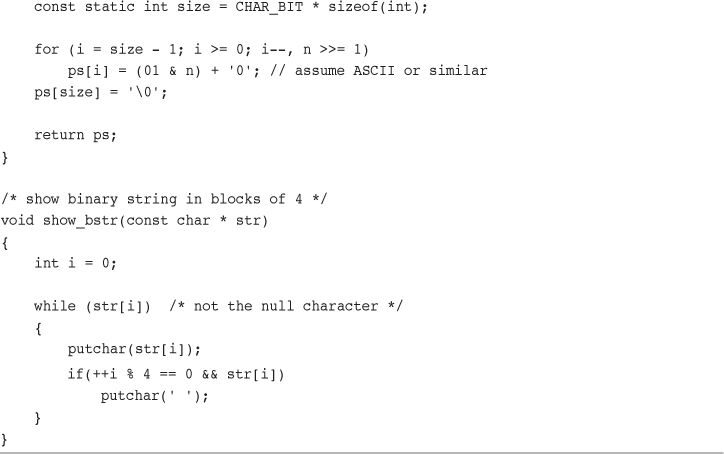 const static int size = CHAR_BIT * sizeof(int);

    for (i = size - 1; i >= 0; i--, n >>= 1)
        ps[i] = (01 & n) + '0'; // assume ASCII or similar
    ps[size] = '\0';

    return ps;
}

/* show binary string in blocks of 4 */
void show_bstr(const char * str)
{
    int i = 0;

    while (str[i])  /* not the null character */
    {
        putchar(str[i]);
        if(++i % 4 == 0 && str[i])
            putchar(' ');
    }
}